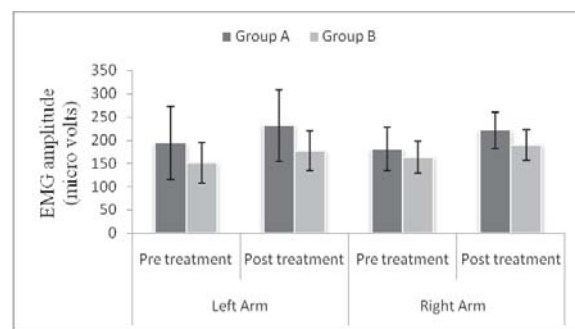 Group A Group B
EMG amplitude
(micro volts)
350
300
250
200
150
100
50
0
Pre treatment Post treatment Pre treatment Post treatment
Left Arm Right Arm